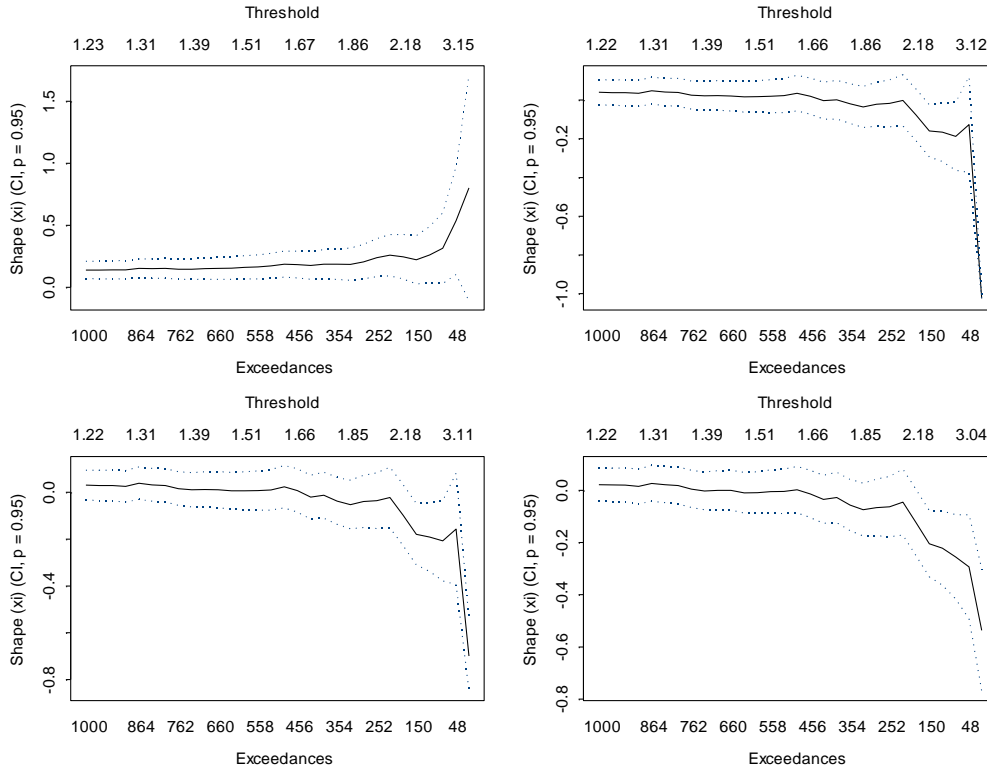 Threshold
1.23 1.31 1.39 1.51 1.67 1.86 2.18 3.15
Shape (xi) (CI, p = 0.95)
1.5
1.0
0.5
0.0
1000 864 762 660 558 456 354 252 150 48
Exceedances
Threshold
1.22 1.31 1.39 1.51 1.66 1.86 2.18 3.12
Shape (xi) (CI, p = 0.95)
-0.2
-0.6
-1.0
1000 864 762 660 558 456 354 252 150 48
Exceedances
Threshold
1.22 1.31 1.39 1.51 1.66 1.85 2.18 3.11
Shape (xi) (CI, p = 0.95)
0.0
-0.4
-0.8
1000 864 762 660 558 456 354 252 150 48
Exceedances
Threshold
1.22 1.31 1.39 1.51 1.66 1.85 2.18 3.04
Shape (xi) (CI, p = 0.95)
0.0
-0.2
-0.4
-0.6
-0.8
1000 864 762 660 558 456 354 252 150 48
Exceedances